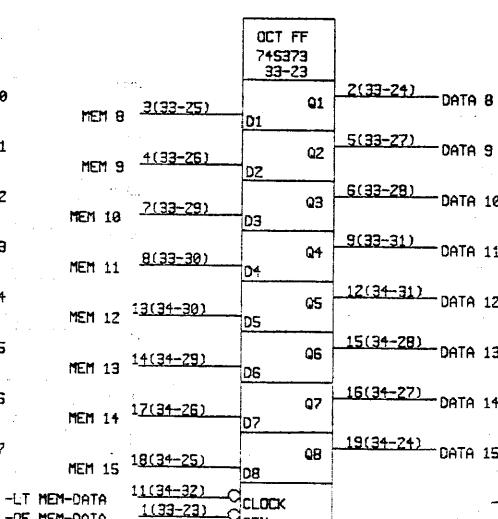 OCT FF
74S373
33-23
MEM 8 3(33-25) D1 Q1 2(33-24) DATA 8
MEM 9 4(33-26) D2 Q2 5(33-27) DATA 9
MEM 10 7(33-29) D3 Q3 6(33-28) DATA 10
MEM 11 8(33-30) D4 Q4 9(33-31) DATA 11
MEM 12 13(34-30) D5 Q5 12(34-31) DATA 12
MEM 13 14(34-29) D6 Q6 15(34-28) DATA 13
MEM 14 17(34-26) D7 Q7 16(34-27) DATA 14
MEM 15 18(34-25) D8 Q8 19(34-24) DATA 15
-LT MEM-DATA 11(34-32) CLOCK
-OE MEM-DATA 1(33-23)